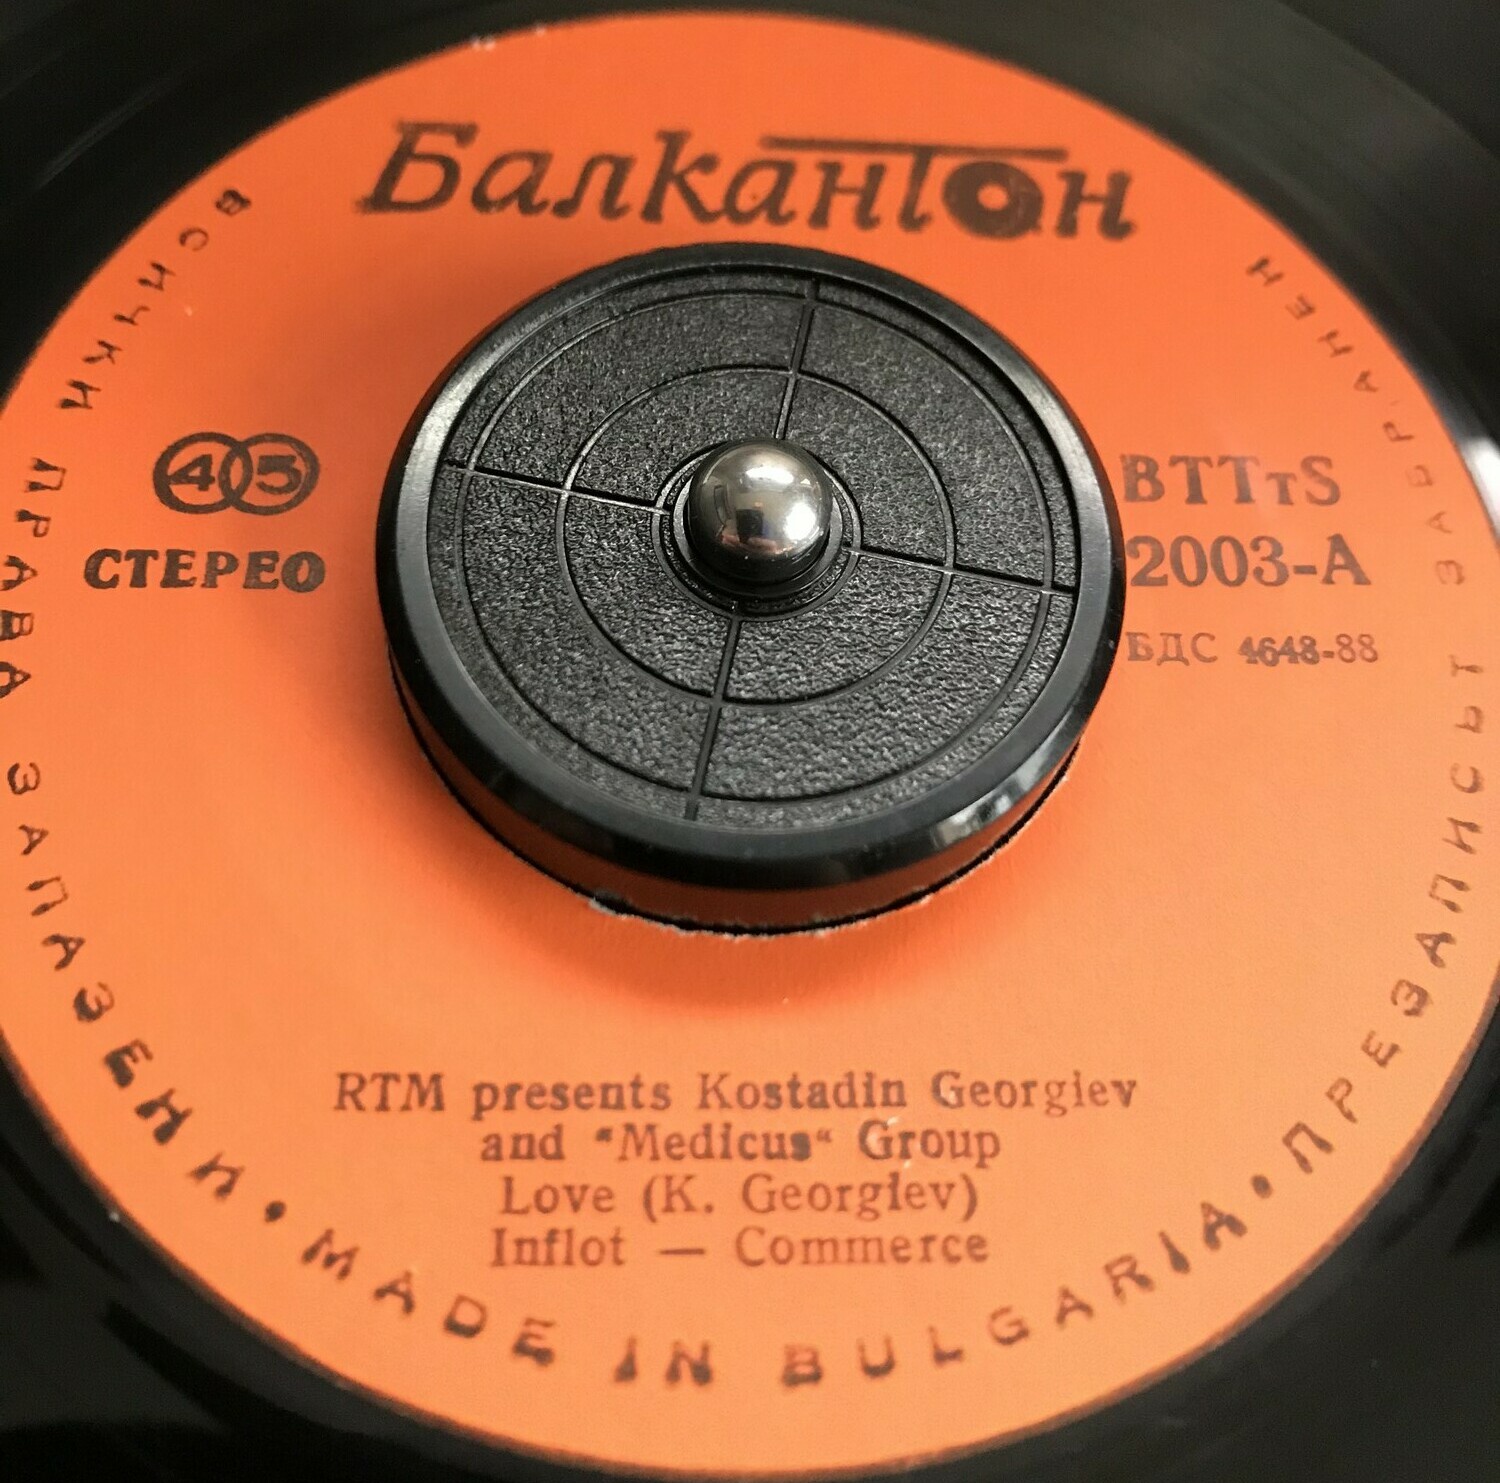 Балкантон
45
СТЕРЕО
ВТТтS
2003-А
БДС 4648-88
RTM presents Kostadin Georgiev
and "Medicus“ Group
Love (K. Georgiev)
Inflot — Commerce
ВСИЧКИ ПРАВА ЗАПАЗЕНИ • MADE IN BULGARIA • ПРЕЗАПИСЪТ ЗАБРАНЕН